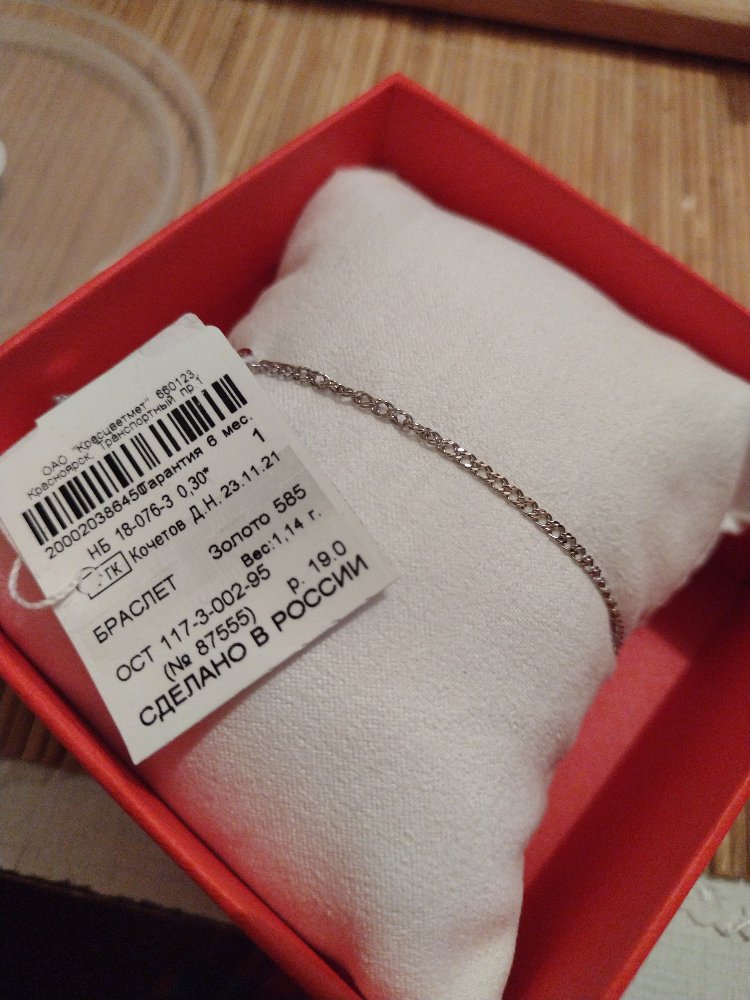 ОАО "Красцветмет" 660123,
Красноярск, Транспортный пр 1
2000203864508 Гарантия 6 мес.
НБ 18-076-3 0,30* 1
ГК Кочетов Д.Н. 23.11.21
БРАСЛЕТ Золото 585
Вес:1,14 г.
ОСТ 117-3-002-95
(№ 87555) р. 19.0
СДЕЛАНО В РОССИИ